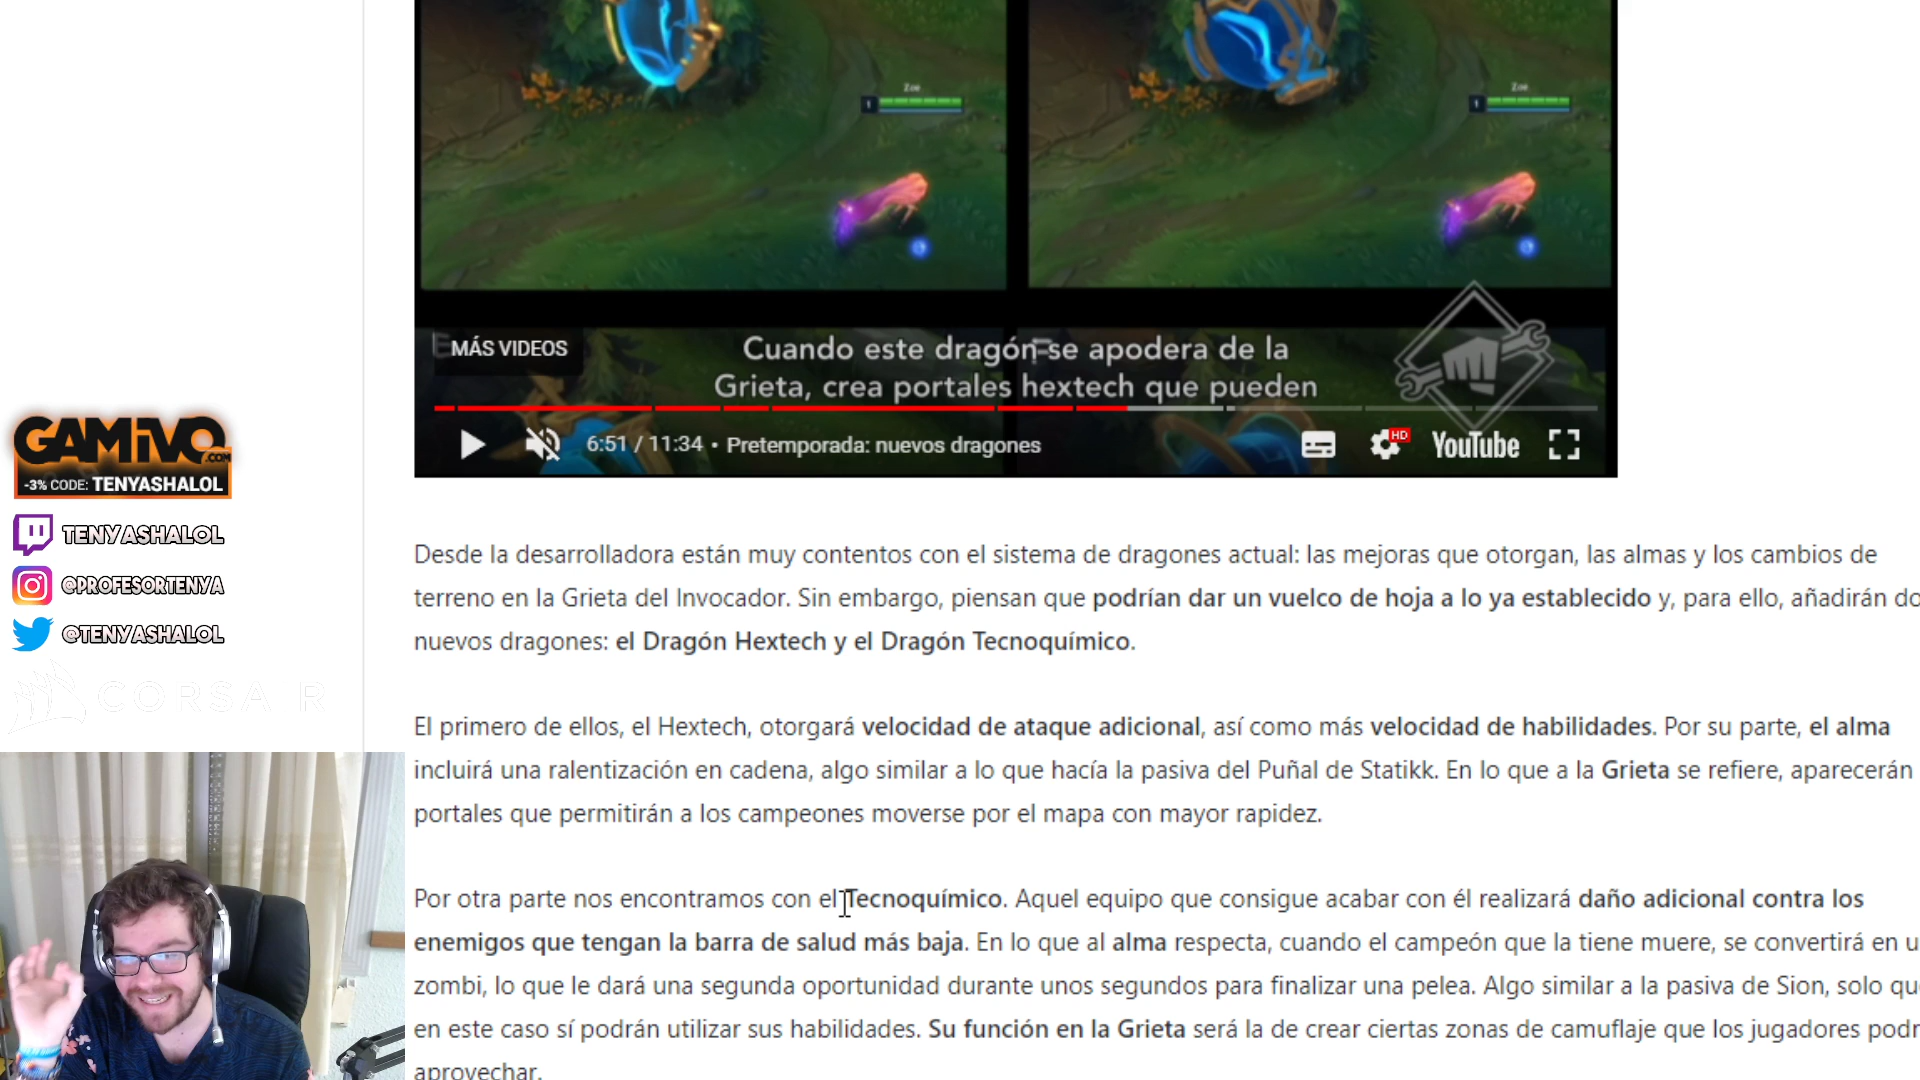 Zoe
Zoe
MÁS VIDEOS
Cuando este dragón se apodera de la
Grieta, crea portales hextech que pueden
6:51 / 11:34 • Pretemporada: nuevos dragones
HD
YouTube
GAMIVO
.COM
-3% CODE: TENYASHALOL
TENYASHALOL
@PROFESORTENYA
@TENYASHALOL
CORSA R
Desde la desarrolladora están muy contentos con el sistema de dragones actual: las mejoras que otorgan, las almas y los cambios de
terreno en la Grieta del Invocador. Sin embargo, piensan que podrían dar un vuelco de hoja a lo ya establecido y, para ello, añadirán do
nuevos dragones: el Dragón Hextech y el Dragón Tecnoquímico.
El primero de ellos, el Hextech, otorgará velocidad de ataque adicional, así como más velocidad de habilidades. Por su parte, el alma
incluirá una ralentización en cadena, algo similar a lo que hacía la pasiva del Puñal de Statikk. En lo que a la Grieta se refiere, aparecerán
portales que permitirán a los campeones moverse por el mapa con mayor rapidez.
Por otra parte nos encontramos con el Tecnoquímico. Aquel equipo que consigue acabar con él realizará daño adicional contra los
enemigos que tengan la barra de salud más baja. En lo que al alma respecta, cuando el campeón que la tiene muere, se convertirá en u
zombi, lo que le dará una segunda oportunidad durante unos segundos para finalizar una pelea. Algo similar a la pasiva de Sion, solo qu
en este caso sí podrán utilizar sus habilidades. Su función en la Grieta será la de crear ciertas zonas de camuflaje que los jugadores podr
aprovechar.